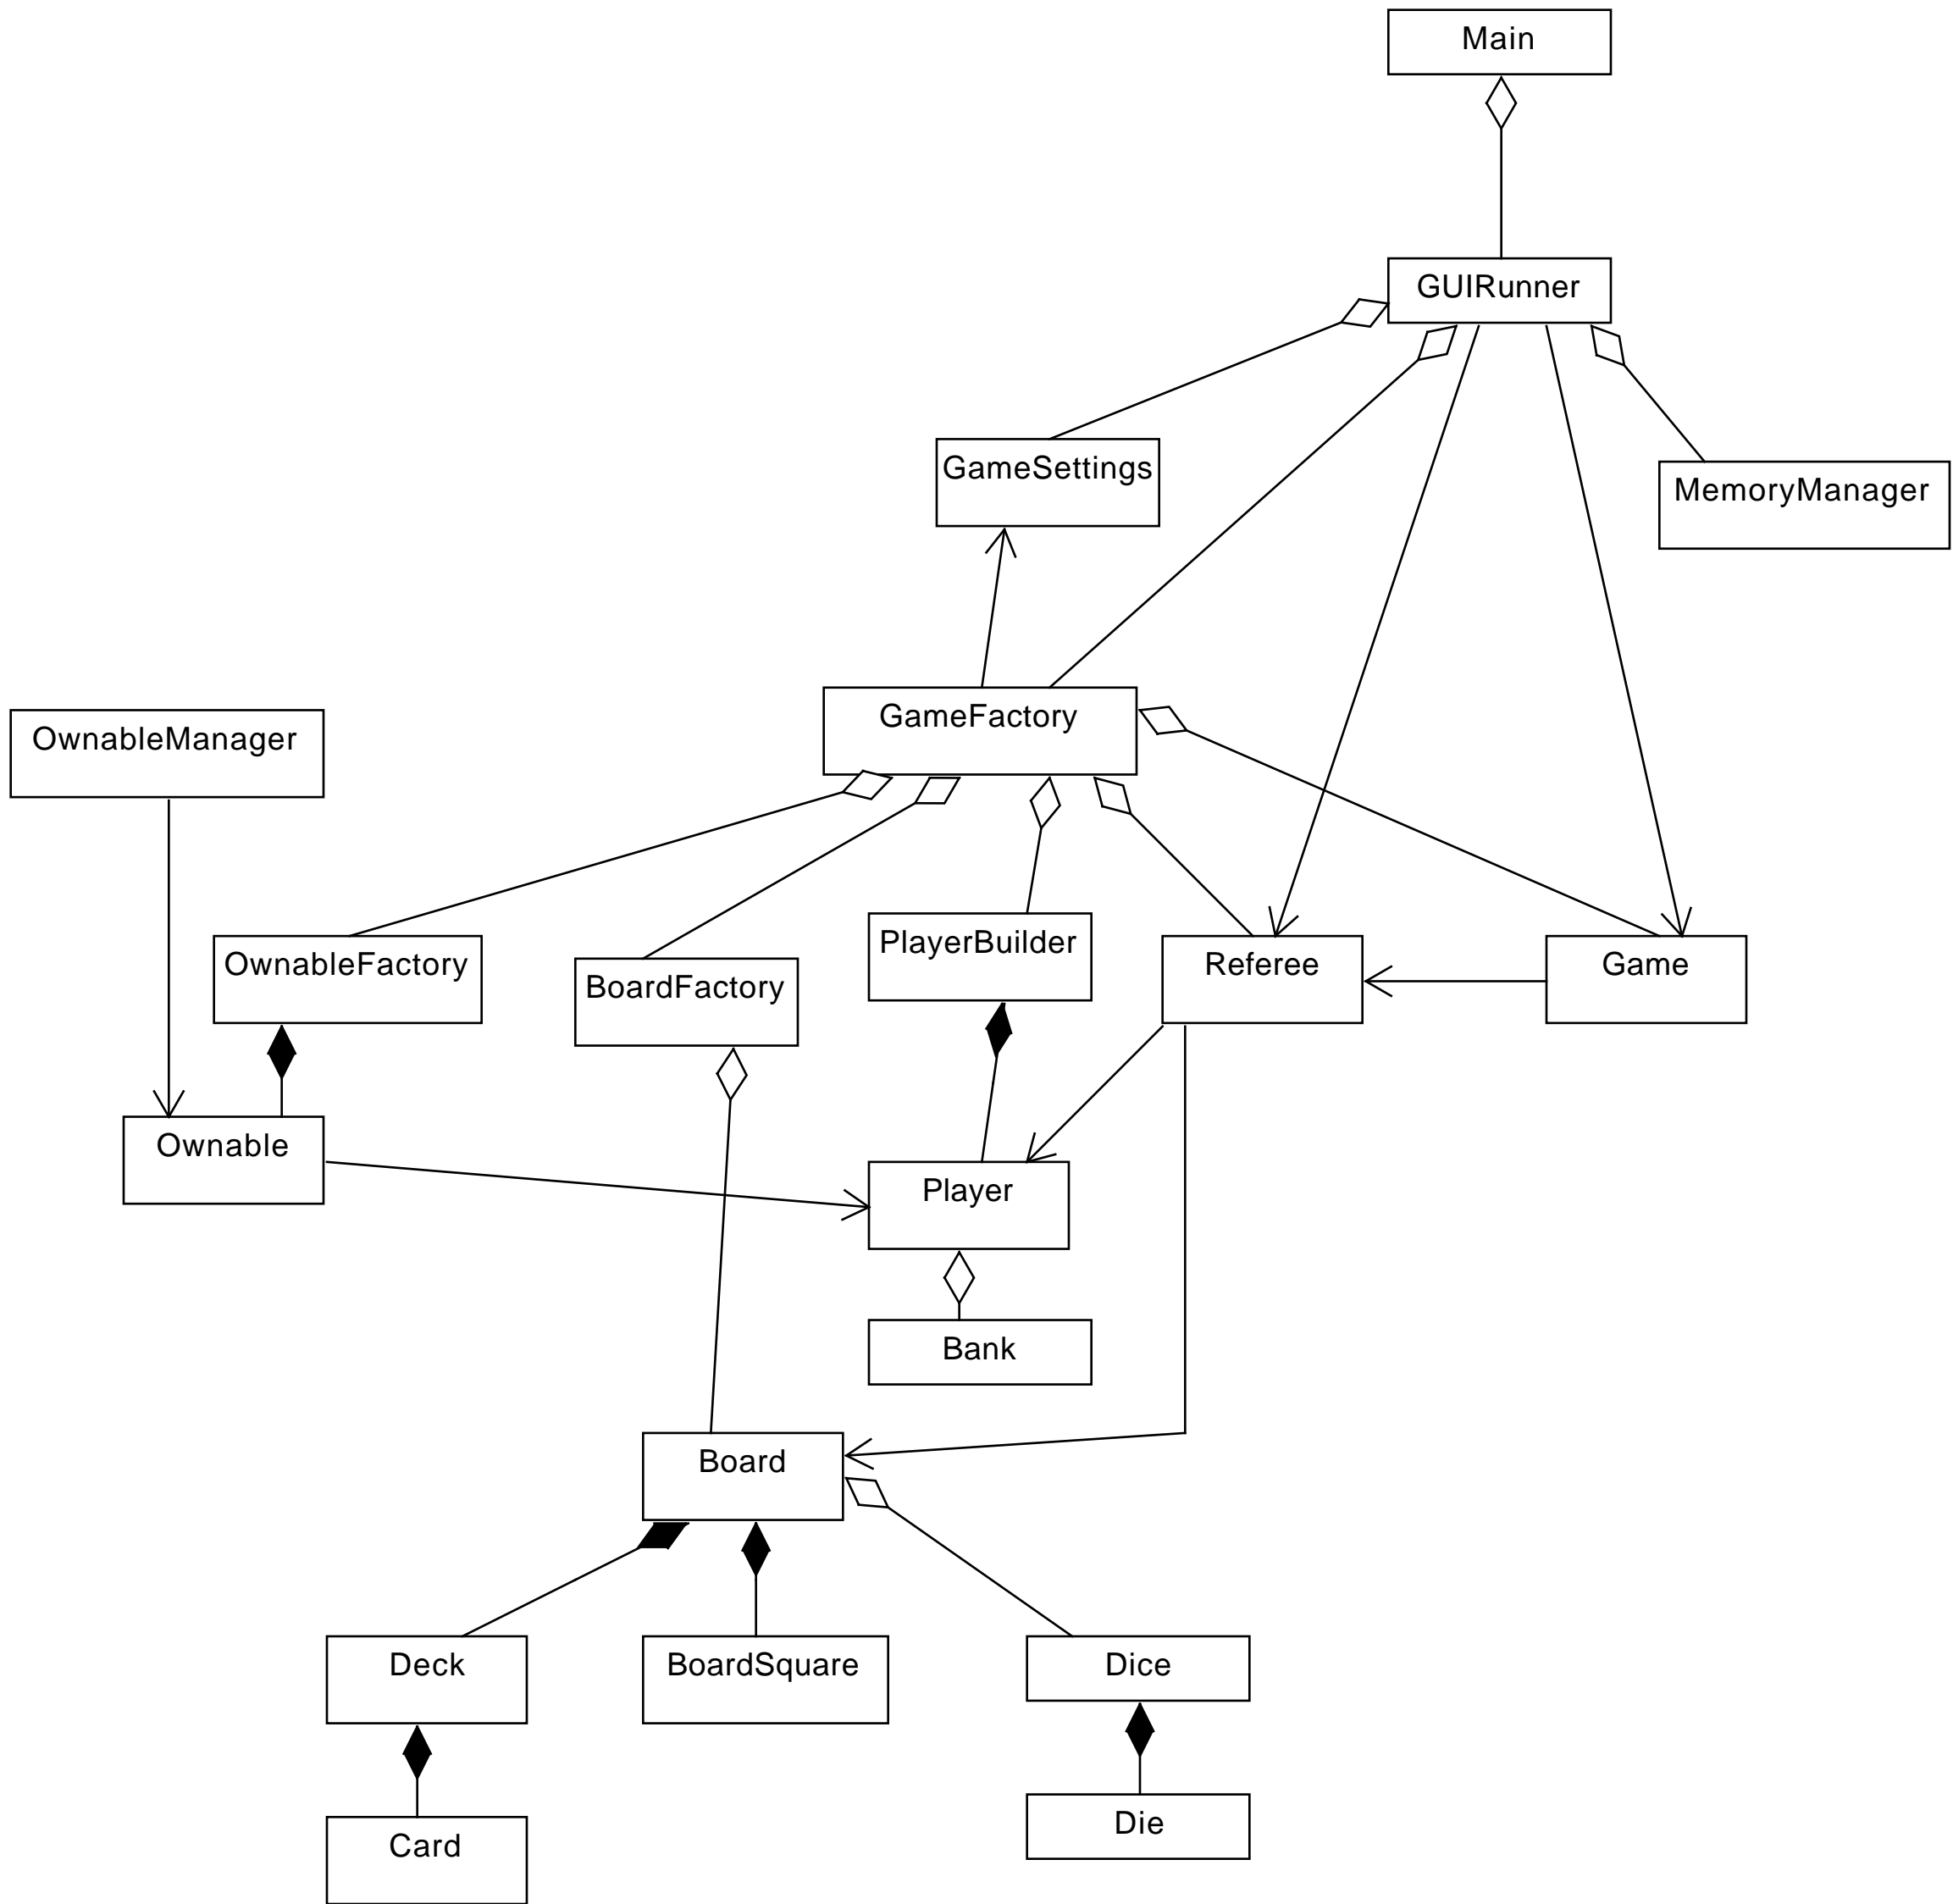 Main
GUIRunner
GameSettings
MemoryManager
GameFactory
OwnableManager
PlayerBuilder
OwnableFactory
Referee
Game
BoardFactory
Ownable
Player
Bank
Board
Deck
BoardSquare
Dice
Die
Card